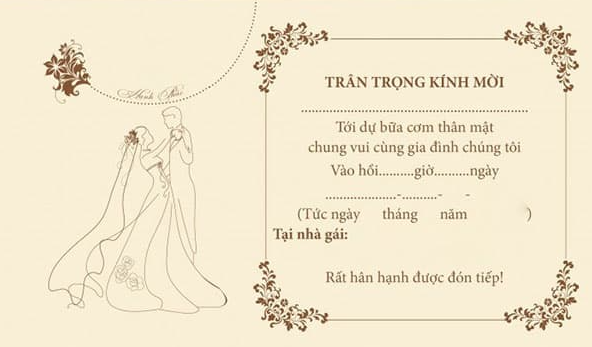 Hạnh Phúc
TRÂN TRỌNG KÍNH MỜI
............................................................
Tới dự bữa cơm thân mật
chung vui cùng gia đình chúng tôi
Vào hồi..........giờ..........ngày
....................-..........- -
(Tức ngày tháng năm )
Tại nhà gái:
Rất hân hạnh được đón tiếp!